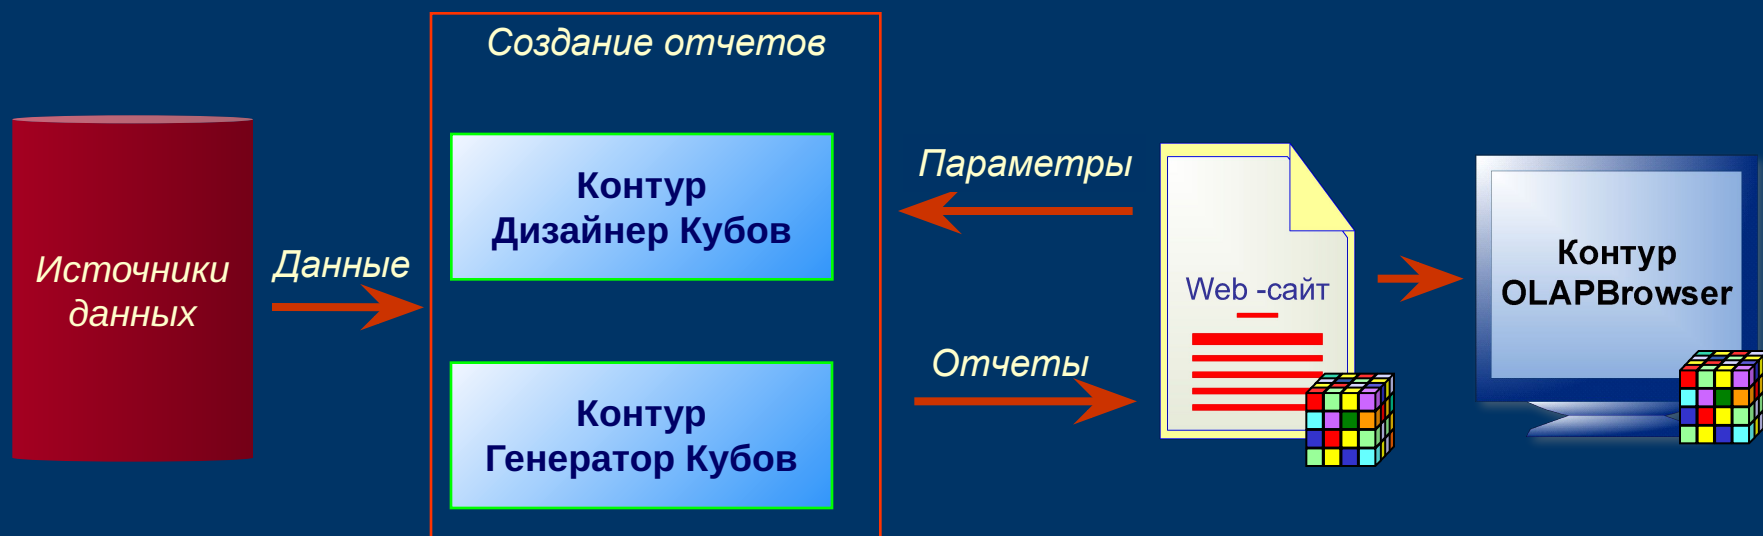 Создание отчетов
Источники
данных
Данные
Контур
Дизайнер Кубов
Контур
Генератор Кубов
Параметры
Отчеты
Web -сайт
Контур
OLAPBrowser